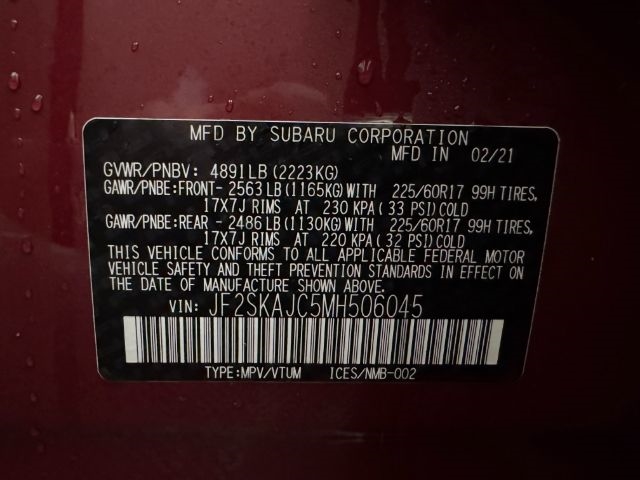 MFD BY SUBARU CORPORATION
MFD IN 02/21
GVWR/PNBV: 4891LB (2223KG)
GAWR/PNBE:FRONT- 2563LB(1165KG)WITH 225/60R17 99H TIRES,
17X7J RIMS AT 230 KPA(33 PSI)COLD
GAWR/PNBE:REAR - 2486LB(1130KG)WITH 225/60R17 99H TIRES,
17X7J RIMS AT 220 KPA(32 PSI)COLD
THIS VEHICLE CONFORMS TO ALL APPLICABLE FEDERAL MOTOR
VEHICLE SAFETY AND THEFT PREVENTION STANDARDS IN EFFECT ON
THE DATE OF MANUFACTURE SHOWN ABOVE.
VIN: JF2SKAJC5MH506045
TYPE:MPV/VTUM ICES/NMB-002